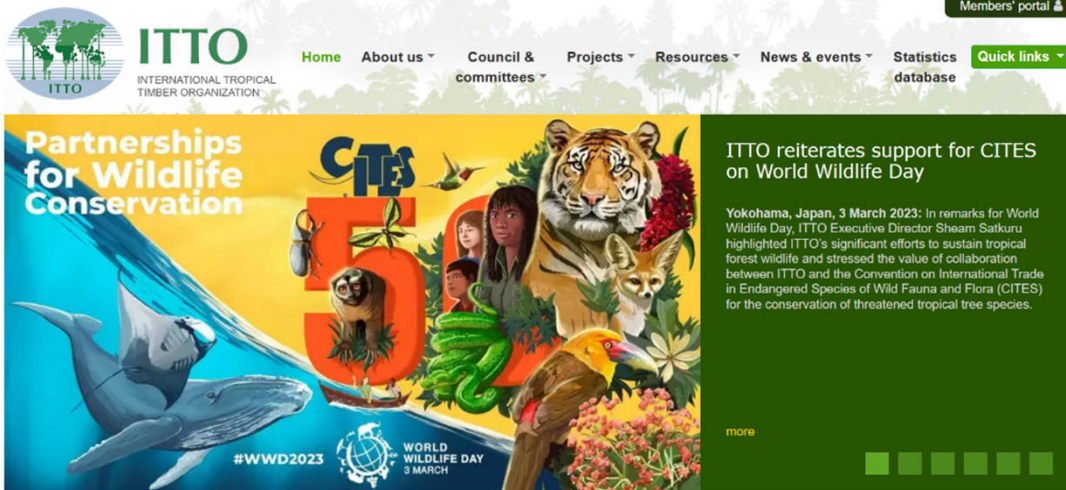 Members' portal
ITTO
INTERNATIONAL TROPICAL
TIMBER ORGANIZATION
ITTO
Home About us Council & committees Projects Resources News & events Statistics database Quick links
Partnerships
for Wildlife
Conservation
CITES
50
#WWD2023
WORLD
WILDLIFE DAY
3 MARCH
ITTO reiterates support for CITES
on World Wildlife Day
Yokohama, Japan, 3 March 2023: In remarks for World
Wildlife Day, ITTO Executive Director Sheam Satkuru
highlighted ITTO's significant efforts to sustain tropical
forest wildlife and stressed the value of collaboration
between ITTO and the Convention on International Trade
in Endangered Species of Wild Fauna and Flora (CITES)
for the conservation of threatened tropical tree species.
more